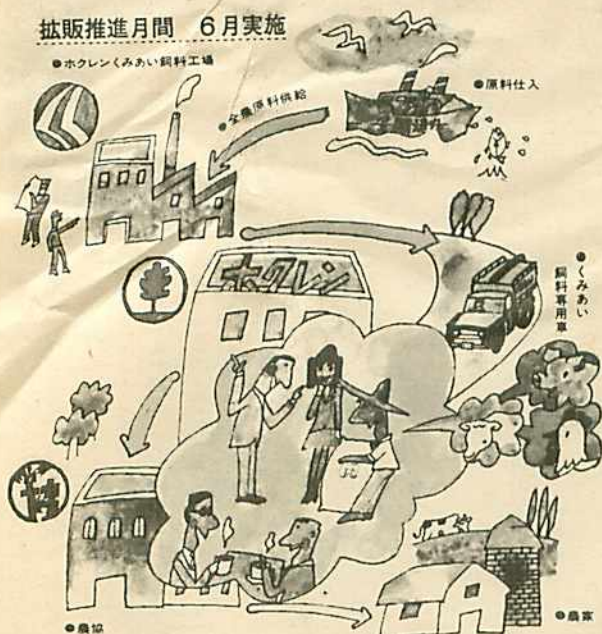 拡販推進月間 6月実施
●ホクレンくみあい飼料工場
●原料仕入
●全農原料供給
ホクレン
●くみあい
飼料専用車
●農家
●農協